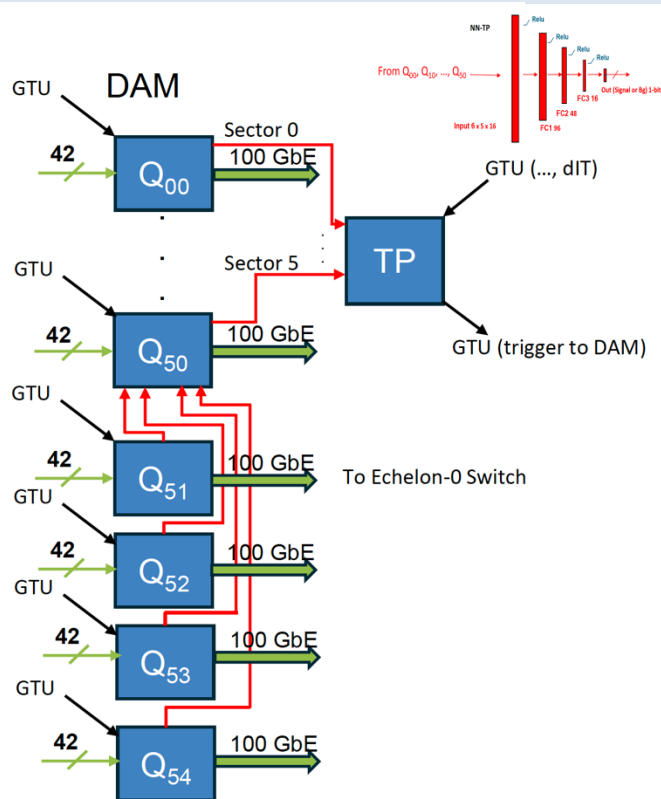 NN-TP
Relu
Relu
Relu
Relu
From Q00, Q10, ..., Q50
Out (Signal or Bg) 1-bit
FC3 16
FC2 48
FC1 96
Input 6 x 5 x 16
DAM
GTU
Sector 0
42
100 GbE
Q00
GTU (..., dIT)
TP
GTU
Sector 5
42
100 GbE
Q50
GTU (trigger to DAM)
GTU
42
100 GbE
Q51
To Echelon-0 Switch
GTU
42
100 GbE
Q52
GTU
42
100 GbE
Q53
GTU
42
100 GbE
Q54